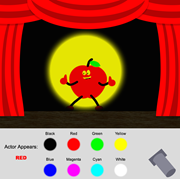 Black Red Green Yellow
Actor Appears:
RED
Blue Magenta Cyan White